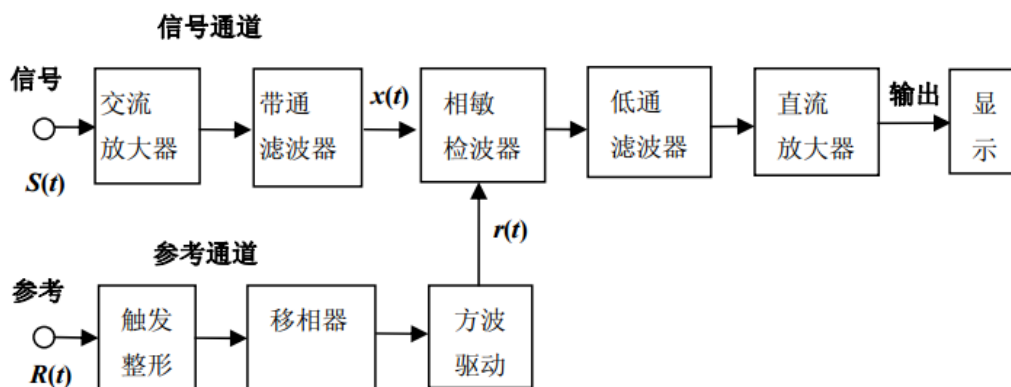 信号通道
信号
S(t)
交流
放大器
带通
滤波器
x(t)
相敏
检波器
低通
滤波器
直流
放大器
输出
显
示
r(t)
参考通道
参考
R(t)
触发
整形
移相器
方波
驱动